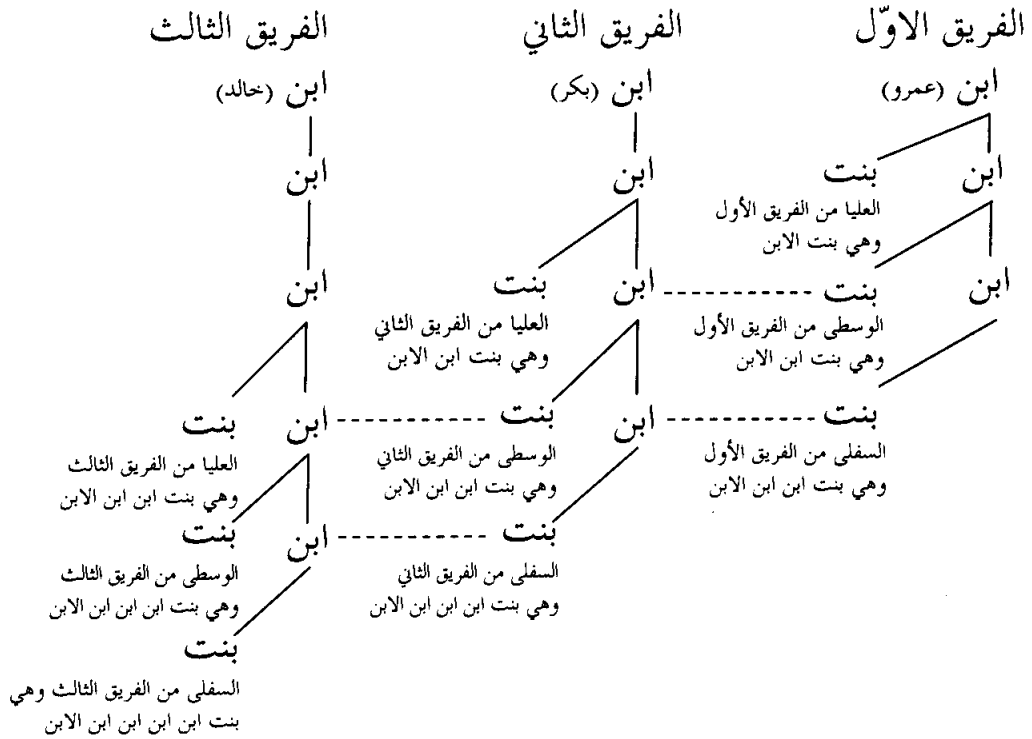 الفريق الاوّل
الفريق الثاني
الفريق الثالث
ابن (عمرو)
ابن (بكر)
ابن (خالد)
ابن
بنت
ابن
ابن
العليا من الفريق الأول
وهي بنت الابن
ابن
بنت
ابن
بنت
ابن
الوسطى من الفريق الأول
وهي بنت ابن الابن
العليا من الفريق الثاني
وهي بنت ابن الابن
بنت
ابن
بنت
ابن
بنت
السفلى من الفريق الأول
وهي بنت ابن ابن الابن
الوسطى من الفريق الثاني
وهي بنت ابن ابن الابن
العليا من الفريق الثالث
وهي بنت ابن ابن الابن
بنت
ابن
بنت
السفلى من الفريق الثاني
وهي بنت ابن ابن ابن الابن
الوسطى من الفريق الثالث
وهي بنت ابن ابن ابن الابن
بنت
السفلى من الفريق الثالث وهي
بنت ابن ابن ابن ابن الابن